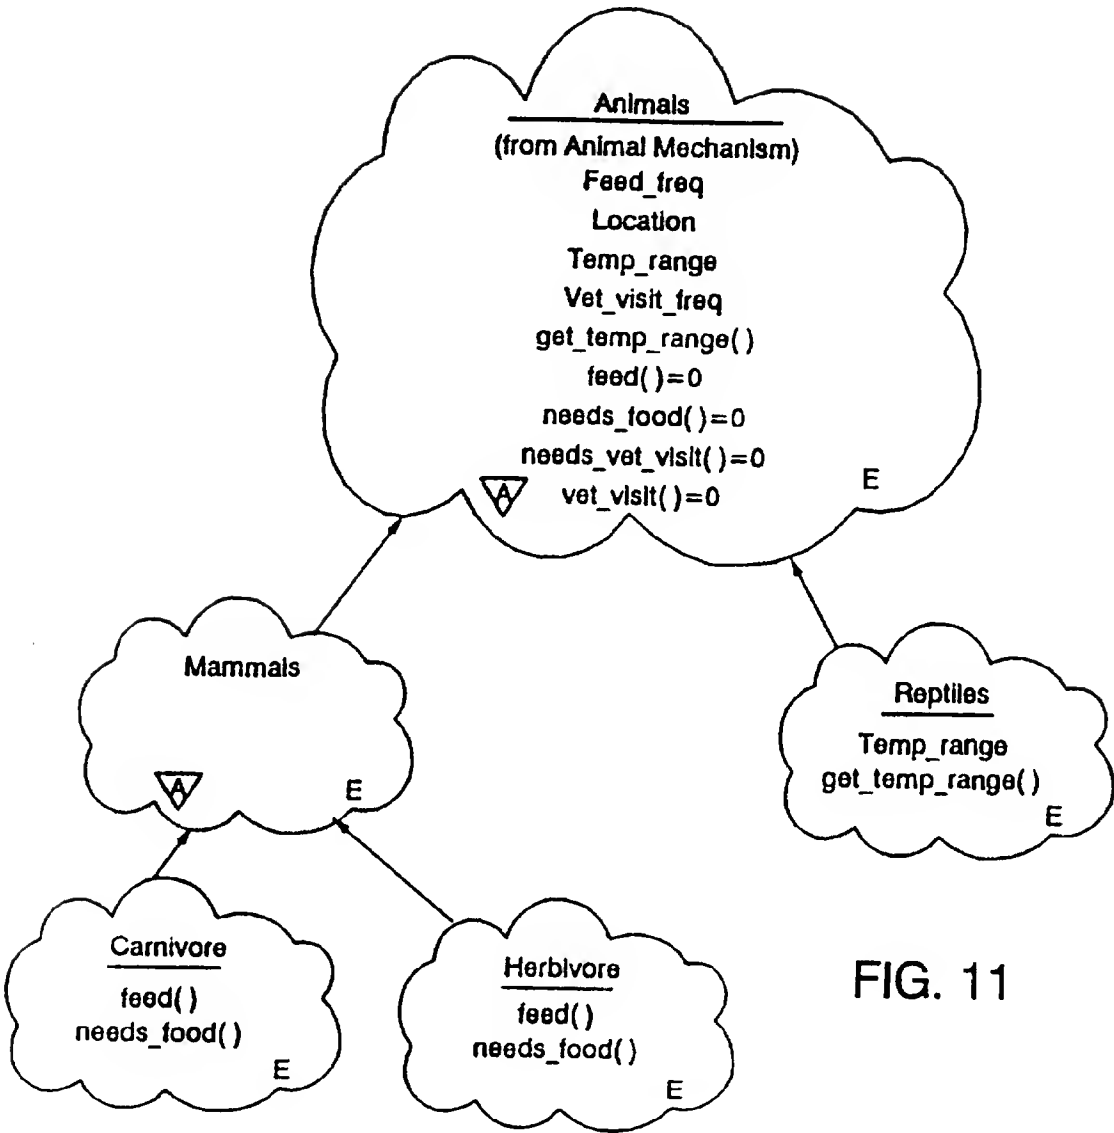 Animals
(from Animal Mechanism)
Feed_freq
Location
Temp_range
Vet_visit_freq
get_temp_range( )
feed( )=0
needs_food( )=0
needs_vet_visit( )=0
vet_visit( )=0
A
E
Mammals
A
E
Reptiles
Temp_range
get_temp_range( )
E
Carnivore
feed( )
needs_food( )
E
Herbivore
feed( )
needs_food( )
E
FIG. 11